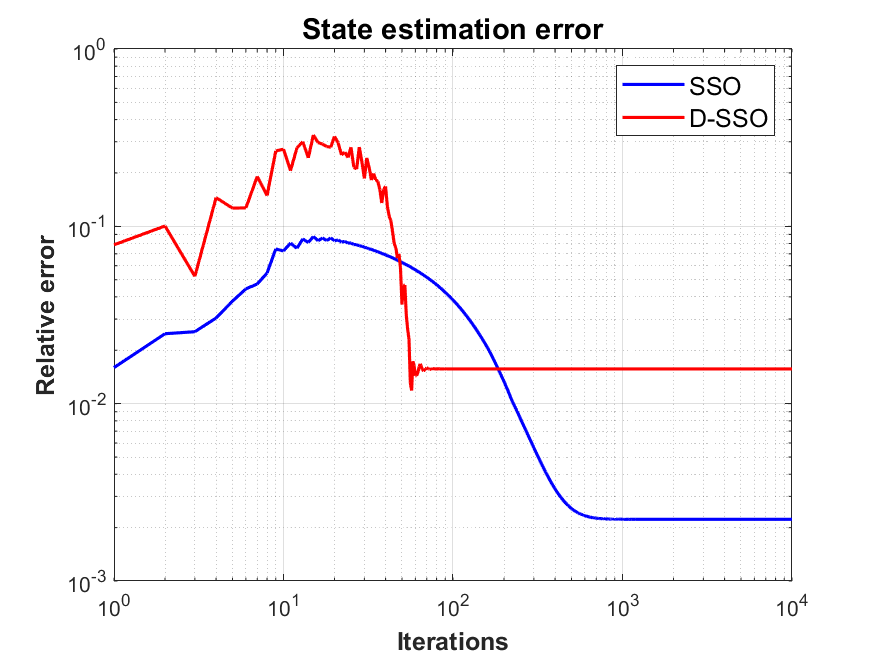 State estimation error
SSO
D-SSO
Relative error
10^0
10^-1
10^-2
10^-3
10^0 10^1 10^2 10^3 10^4
Iterations